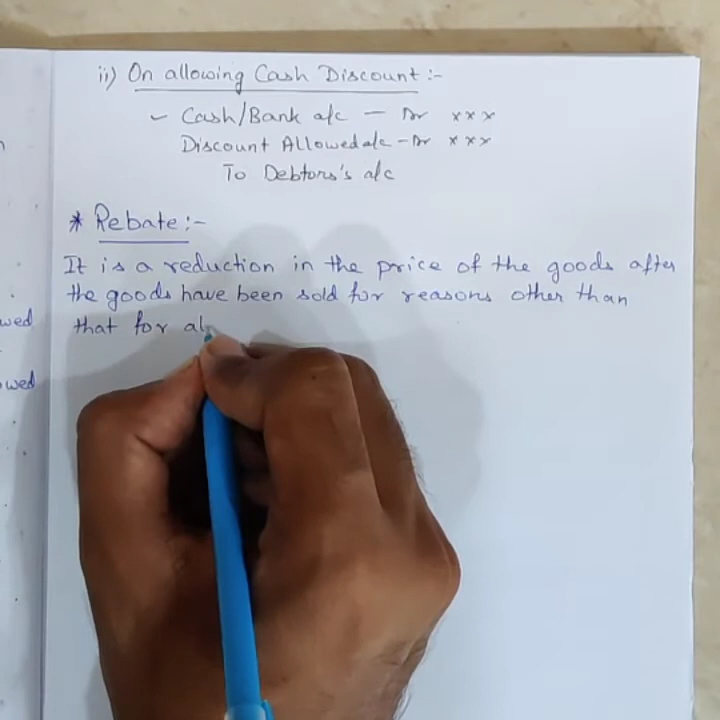 ii) On allowing Cash Discount :-
- Cash/Bank a/c - Dr xxx
Discount Allowed a/c - Dr xxx
To Debtors's a/c
* Rebate :-
It is a reduction in the price of the goods after
the goods have been sold for reasons other than
that for al
wed
wed